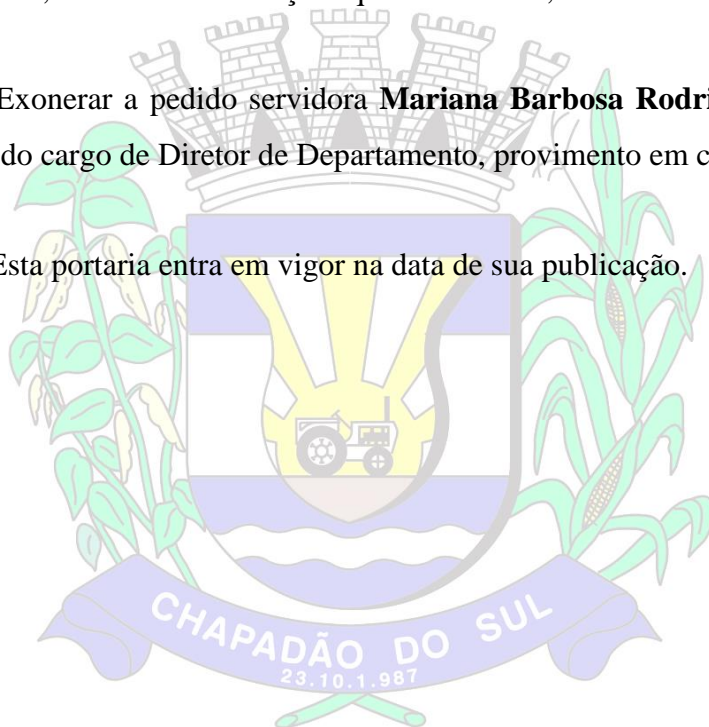 Exonerar a pedido servidora Mariana Barbosa
do cargo de Diretor de Departamento, provimento em
Esta portaria entra em vigor na data de sua publicação.
CHAPADÃO DO SUL
23.10.1.987